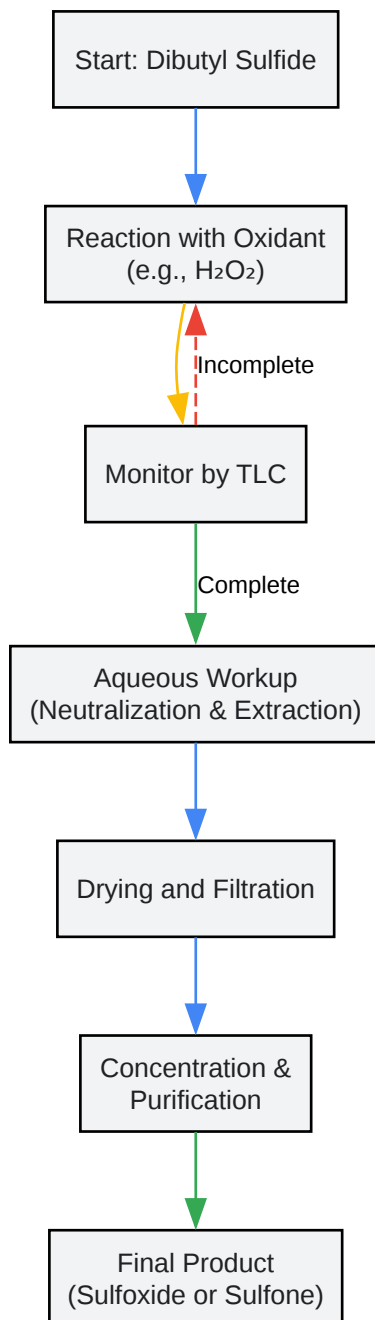 Start: Dibutyl Sulfide
Reaction with Oxidant
(e.g., H₂O₂)
Incomplete
Monitor by TLC
Complete
Aqueous Workup
(Neutralization & Extraction)
Drying and Filtration
Concentration &
Purification
Final Product
(Sulfoxide or Sulfone)